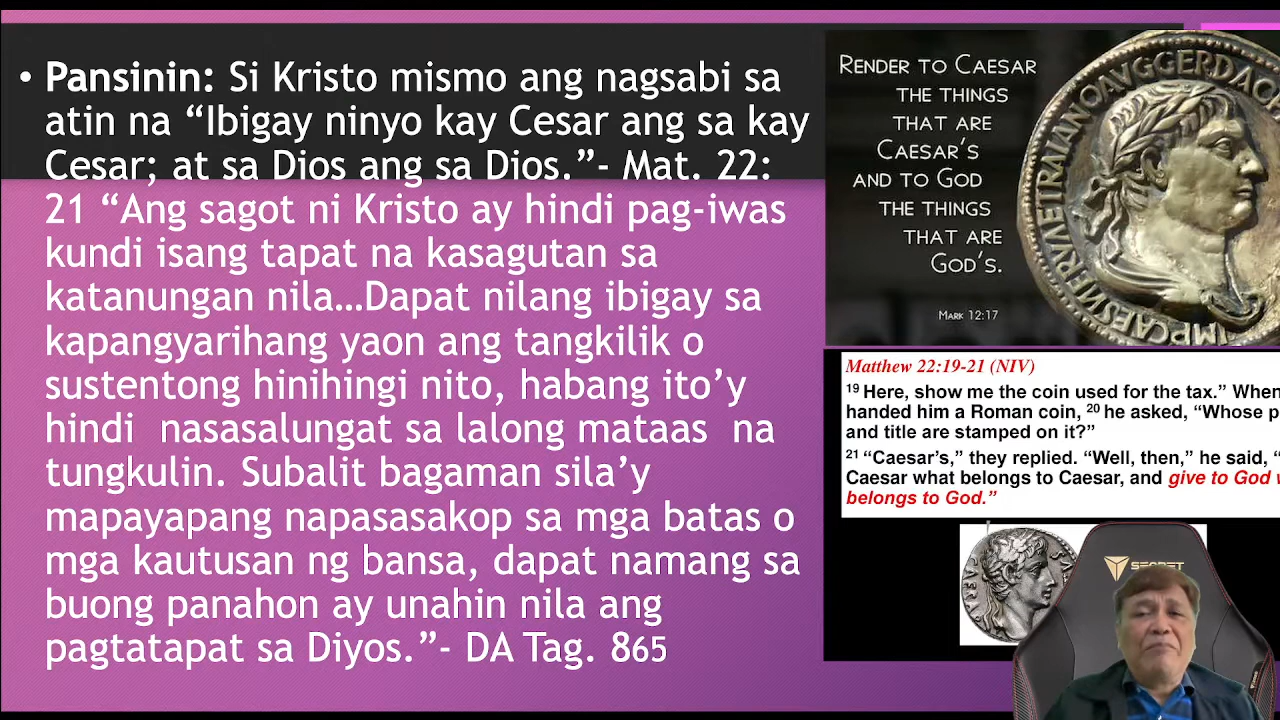 • Pansinin: Si Kristo mismo ang nagsabi sa
atin na “Ibigay ninyo kay Cesar ang sa kay
Cesar; at sa Dios ang sa Dios.”- Mat. 22:
21 “Ang sagot ni Kristo ay hindi pag-iwas
kundi isang tapat na kasagutan sa
katanungan nila…Dapat nilang ibigay sa
kapangyarihang yaon ang tangkilik o
sustentong hinihingi nito, habang ito’y
hindi nasasalungat sa lalong mataas na
tungkulin. Subalit bagaman sila’y
mapayapang napasasakop sa mga batas o
mga kautusan ng bansa, dapat namang sa
buong panahon ay unahin nila ang
pagtatapat sa Diyos.”- DA Tag. 865
Render to Caesar
the things
that are
Caesar’s
and to God
the things
that are
God’s.
Mark 12:17
Matthew 22:19-21 (NIV)
19 Here, show me the coin used for the tax.” When
handed him a Roman coin, 20 he asked, “Whose p
and title are stamped on it?”
21 “Caesar’s,” they replied. “Well, then,” he said, “
Caesar what belongs to Caesar, and give to God w
belongs to God.”